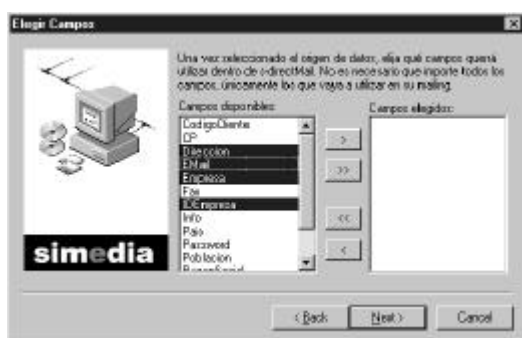 Elegir Campos
Una vez seleccionado el origen de datos, elija qué campos querrá
utilizar dentro de e-directMail. No es necesario que importe todos los
campos, únicamente los que vaya a utilizar en su mailing.
Campos disponibles:
Campos elegidos:
CodigoCliente
CP
Direccion
EMail
Empresa
Fax
IDEmpresa
Info
Pais
Password
Poblacion
RazonSocial
>
>>
<<
<
simedia
< Back
Next >
Cancel